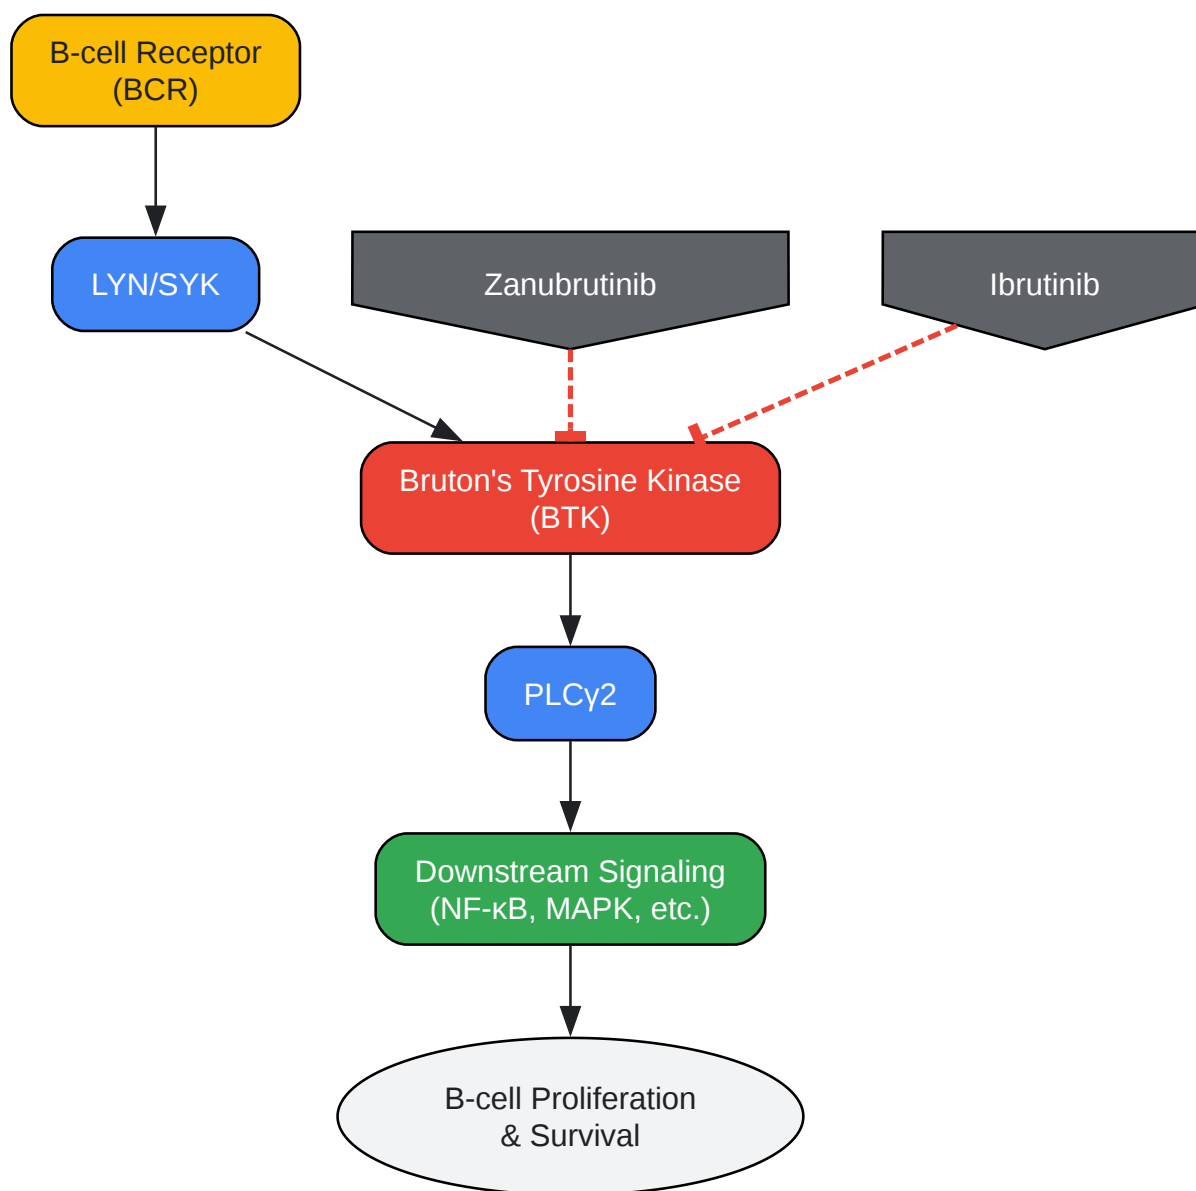 B-cell Receptor
(BCR)
LYN/SYK
Zanubrutinib
Ibrutinib
Bruton's Tyrosine Kinase
(BTK)
PLCγ2
Downstream Signaling
(NF-κB, MAPK, etc.)
B-cell Proliferation
& Survival